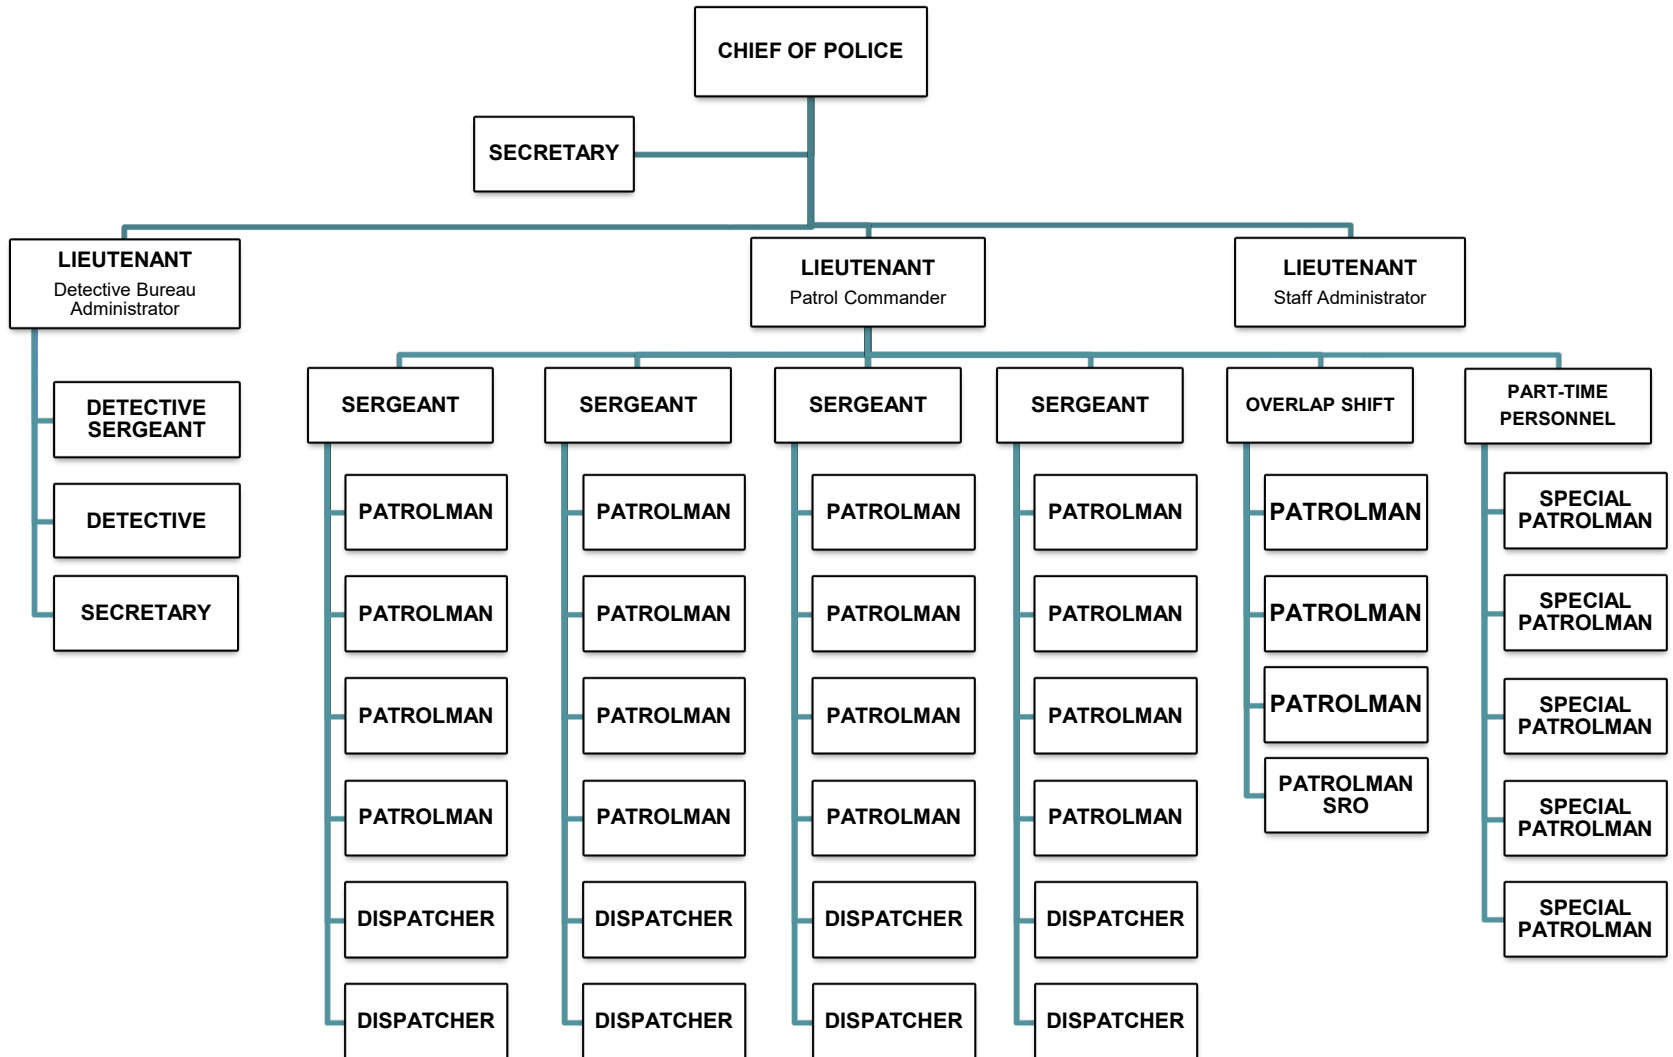 CHIEF OF POLICE
SECRETARY
LIEUTENANT
Detective Bureau
Administrator
LIEUTENANT
Patrol Commander
LIEUTENANT
Staff Administrator
DETECTIVE
SERGEANT
DETECTIVE
SECRETARY
SERGEANT
PATROLMAN
PATROLMAN
PATROLMAN
PATROLMAN
DISPATCHER
DISPATCHER
SERGEANT
PATROLMAN
PATROLMAN
PATROLMAN
PATROLMAN
DISPATCHER
DISPATCHER
SERGEANT
PATROLMAN
PATROLMAN
PATROLMAN
PATROLMAN
DISPATCHER
DISPATCHER
SERGEANT
PATROLMAN
PATROLMAN
PATROLMAN
PATROLMAN
DISPATCHER
DISPATCHER
OVERLAP SHIFT
PATROLMAN
PATROLMAN
PATROLMAN
PATROLMAN
SRO
PART-TIME
PERSONNEL
SPECIAL
PATROLMAN
SPECIAL
PATROLMAN
SPECIAL
PATROLMAN
SPECIAL
PATROLMAN
SPECIAL
PATROLMAN